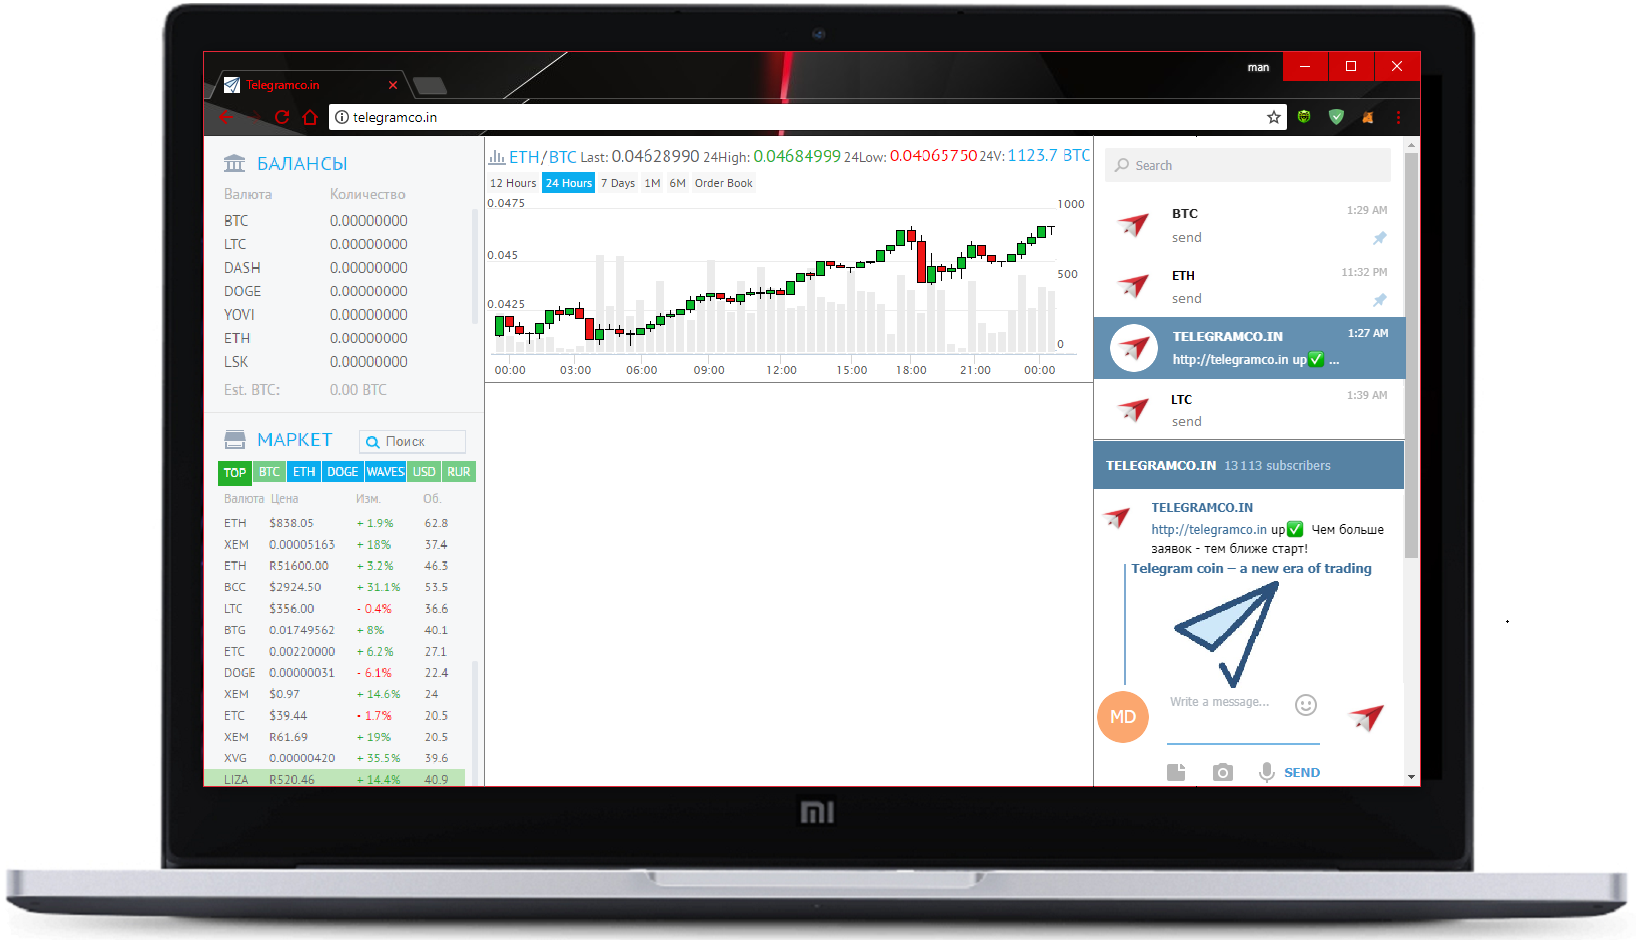 man
Telegramco.in
telegramco.in
БАЛАНСЫ
Валюта Количество
BTC 0.00000000
LTC 0.00000000
DASH 0.00000000
DOGE 0.00000000
YOVI 0.00000000
ETH 0.00000000
LSK 0.00000000
Est. BTC: 0.00 BTC
МАРКЕТ Поиск
TOP BTC ETH DOGE WAVES USD RUR
Валюта Цена Изм. Об.
ETH $838.05 + 1.9% 62.8
XEM 0.00005163 + 18% 37.4
ETH R51600.00 + 3.2% 46.3
BCC $2924.50 + 31.1% 53.5
LTC $356.00 - 0.4% 36.6
BTG 0.01749562 + 8% 40.1
ETC 0.00220000 + 6.2% 27.1
DOGE 0.00000031 - 6.1% 22.4
XEM $0.97 + 14.6% 24
ETC $39.44 - 1.7% 20.5
XEM R61.69 + 19% 20.5
XVG 0.00000420 + 35.5% 39.6
LIZA R520.46 + 14.4% 40.9
ETH/BTC Last: 0.04628990 24High: 0.04684999 24Low: 0.04065750 24V: 1123.7 BTC
12 Hours 24 Hours 7 Days 1M 6M Order Book
0.0475 1000
0.045 500
0.0425 0
00:00 03:00 06:00 09:00 12:00 15:00 18:00 21:00 00:00
Search
BTC 1:29 AM
send
ETH 11:32 PM
send
TELEGRAMCO.IN 1:27 AM
http://telegramco.in up✅ ...
LTC 1:39 AM
send
TELEGRAMCO.IN 13 113 subscribers
TELEGRAMCO.IN
http://telegramco.in up✅ Чем больше
заявок - тем ближе старт!
Telegram coin – a new era of trading
MD Write a message...
SEND
mi